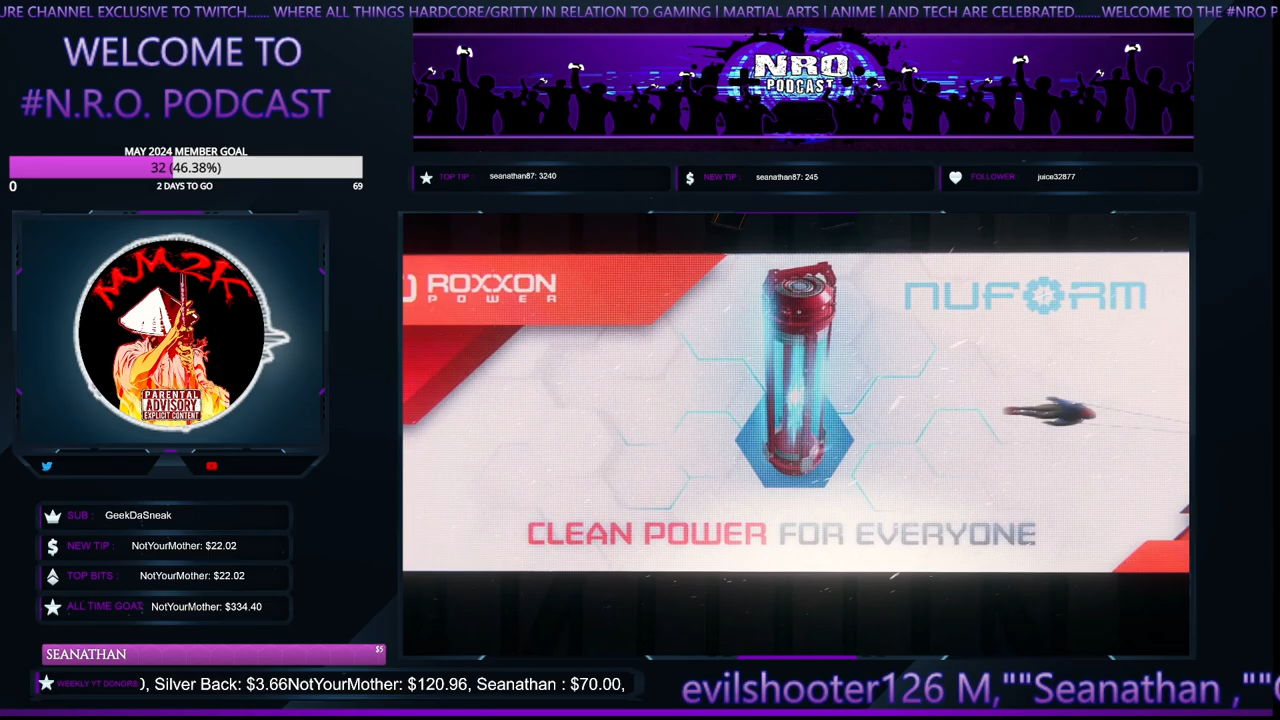 URE CHANNEL EXCLUSIVE TO TWITCH....... WHERE ALL THINGS HARDCORE/GRITTY IN RELATION TO GAMING | MARTIAL ARTS | ANIME | AND TECH ARE CELEBRATED........ WELCOME TO THE #NRO P
WELCOME TO
#N.R.O. PODCAST
NRO
PODCAST
MAY 2024 MEMBER GOAL
32 (46.38%)
0 2 DAYS TO GO 69
TOP TIP : seanathan87: 3240
NEW TIP : seanathan87: 245
FOLLOWER : juice32877
MM2K
PARENTAL
ADVISORY
EXPLICIT CONTENT
ROXXON
POWER
NUFORM
CLEAN POWER FOR EVERYONE
SUB : GeekDaSneak
NEW TIP : NotYourMother: $22.02
TOP BITS : NotYourMother: $22.02
ALL TIME GOAT: NotYourMother: $334.40
SEANATHAN $5
WEEKLY YT DONORS: ), Silver Back: $3.66NotYourMother: $120.96, Seanathan : $70.00,
evilshooter126 M,""Seanathan ,""